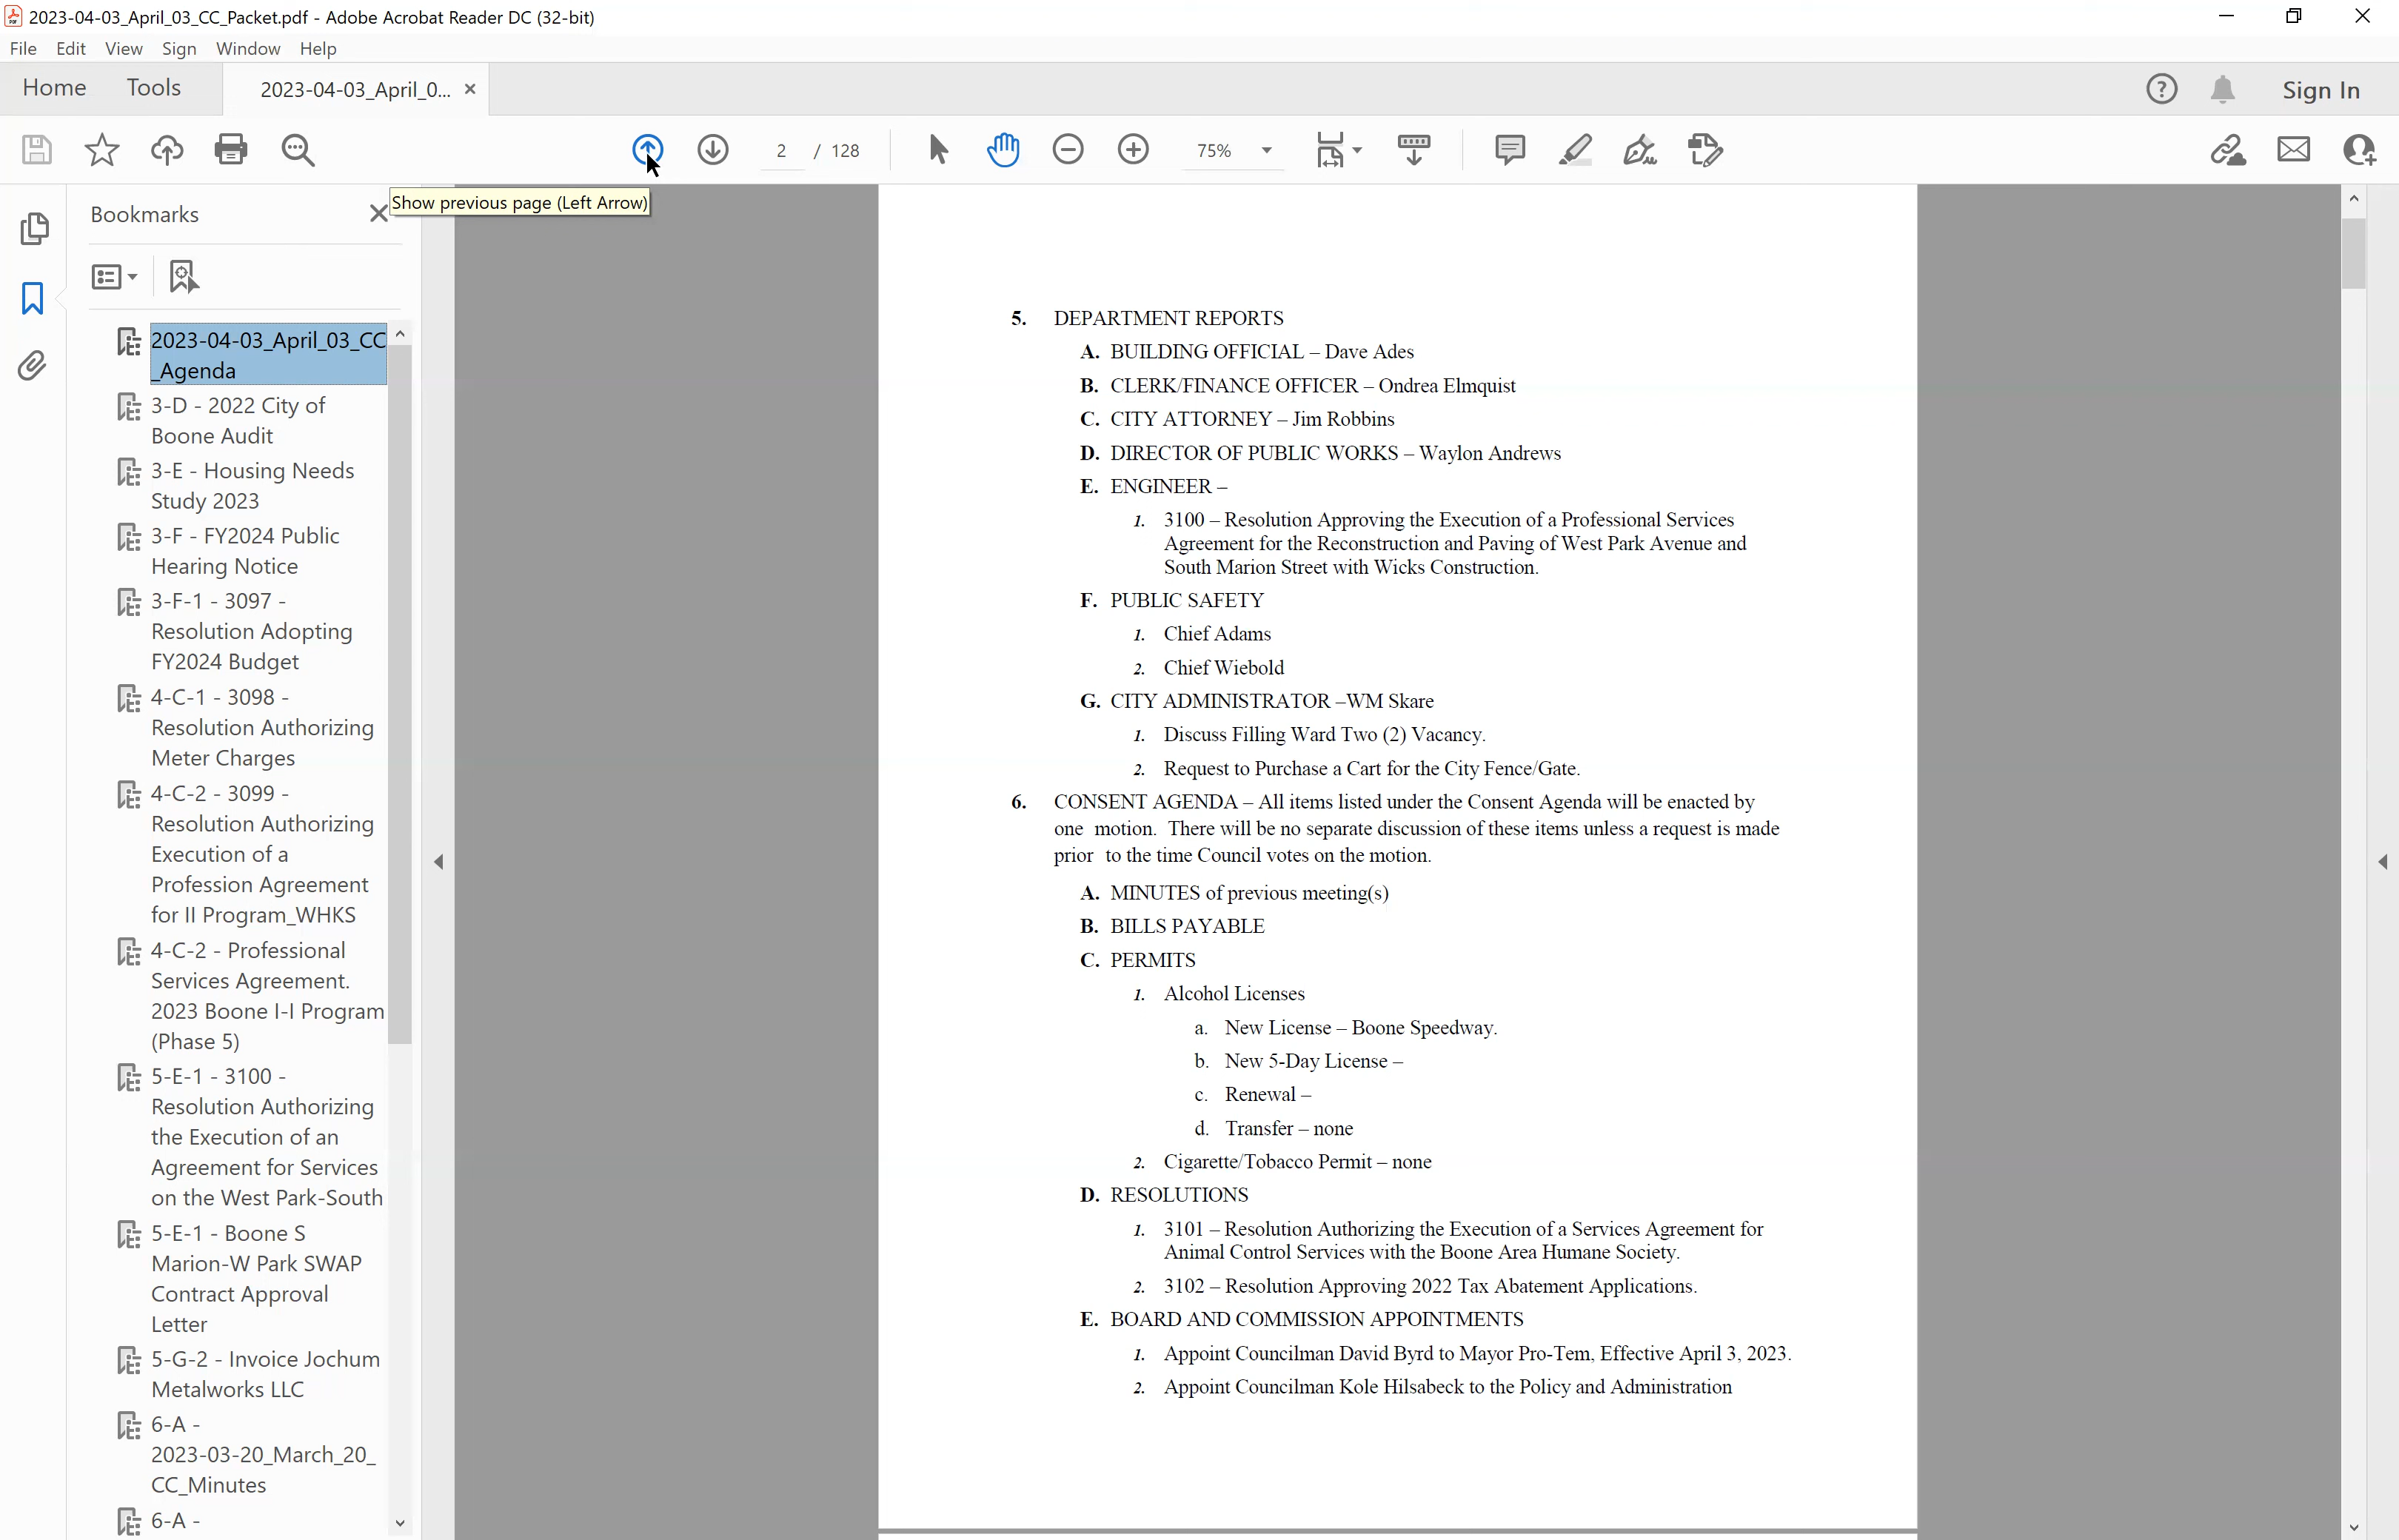 2023-04-03_April_03_CC_Packet.pdf - Adobe Acrobat Reader DC (32-bit)
File Edit View Sign Window Help
Home Tools 2023-04-03_April_0... Sign In
2 / 128 75%
Show previous page (Left Arrow)
Bookmarks
2023-04-03_April_03_CC
_Agenda
3-D - 2022 City of
Boone Audit
3-E - Housing Needs
Study 2023
3-F - FY2024 Public
Hearing Notice
3-F-1 - 3097 -
Resolution Adopting
FY2024 Budget
4-C-1 - 3098 -
Resolution Authorizing
Meter Charges
4-C-2 - 3099 -
Resolution Authorizing
Execution of a
Profession Agreement
for II Program_WHKS
4-C-2 - Professional
Services Agreement.
2023 Boone I-I Program
(Phase 5)
5-E-1 - 3100 -
Resolution Authorizing
the Execution of an
Agreement for Services
on the West Park-South
5-E-1 - Boone S
Marion-W Park SWAP
Contract Approval
Letter
5-G-2 - Invoice Jochum
Metalworks LLC
6-A -
2023-03-20_March_20_
CC_Minutes
6-A -
5. DEPARTMENT REPORTS
A. BUILDING OFFICIAL – Dave Ades
B. CLERK/FINANCE OFFICER – Ondrea Elmquist
C. CITY ATTORNEY – Jim Robbins
D. DIRECTOR OF PUBLIC WORKS – Waylon Andrews
E. ENGINEER –
1. 3100 – Resolution Approving the Execution of a Professional Services
Agreement for the Reconstruction and Paving of West Park Avenue and
South Marion Street with Wicks Construction.
F. PUBLIC SAFETY
1. Chief Adams
2. Chief Wiebold
G. CITY ADMINISTRATOR –WM Skare
1. Discuss Filling Ward Two (2) Vacancy.
2. Request to Purchase a Cart for the City Fence/Gate.
6. CONSENT AGENDA – All items listed under the Consent Agenda will be enacted by
one motion. There will be no separate discussion of these items unless a request is made
prior to the time Council votes on the motion.
A. MINUTES of previous meeting(s)
B. BILLS PAYABLE
C. PERMITS
1. Alcohol Licenses
a. New License – Boone Speedway.
b. New 5-Day License –
c. Renewal –
d. Transfer – none
2. Cigarette/Tobacco Permit – none
D. RESOLUTIONS
1. 3101 – Resolution Authorizing the Execution of a Services Agreement for
Animal Control Services with the Boone Area Humane Society.
2. 3102 – Resolution Approving 2022 Tax Abatement Applications.
E. BOARD AND COMMISSION APPOINTMENTS
1. Appoint Councilman David Byrd to Mayor Pro-Tem, Effective April 3, 2023.
2. Appoint Councilman Kole Hilsabeck to the Policy and Administration